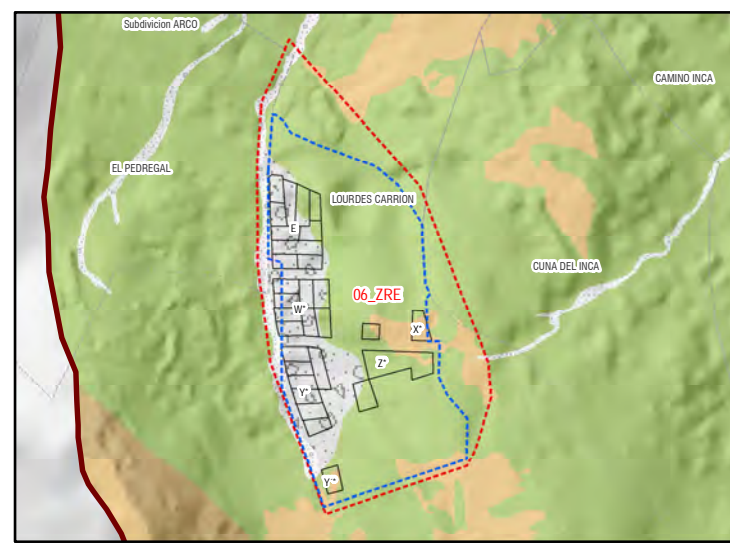 Subdivicion ARCO
CAMINO INCA
EL PEDREGAL
LOURDES CARRION
E
CUNA DEL INCA
06_ZRE
W*
X*
Z*
Y*
Y'*